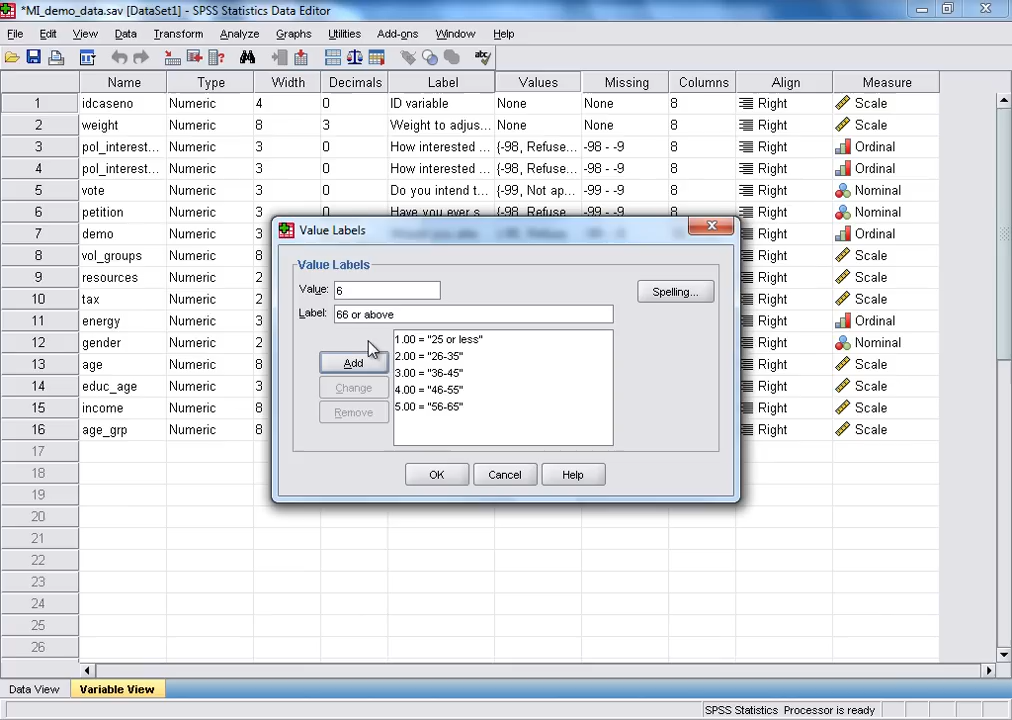 *MI_demo_data.sav [DataSet1] - SPSS Statistics Data Editor
File Edit View Data Transform Analyze Graphs Utilities Add-ons Window Help
Name Type Width Decimals Label Values Missing Columns Align Measure
1 idcaseno Numeric 4 0 ID variable None None 8 Right Scale
2 weight Numeric 8 3 Weight to adjus... None None 8 Right Scale
3 pol_interest... Numeric 3 0 How interested ... {-98, Refuse... -98 - -9 8 Right Ordinal
4 pol_interest... Numeric 3 0 How interested ... {-98, Refuse... -98 - -9 8 Right Ordinal
5 vote Numeric 3 0 Do you intend t... {-99, Not ap... -99 - -9 8 Right Nominal
6 petition Numeric 3 0 Have you ever s... {-98, Refuse... -99 - -9 8 Right Nominal
7 demo Numeric 3 Right Ordinal
8 vol_groups Numeric 3 Right Scale
9 resources Numeric 2 Right Scale
10 tax Numeric 2 Right Scale
11 energy Numeric 3 Right Ordinal
12 gender Numeric 2 Right Nominal
13 age Numeric 8 Right Scale
14 educ_age Numeric 3 Right Scale
15 income Numeric 8 Right Scale
16 age_grp Numeric 8 Right Scale
17
18
19
20
21
22
23
24
25
26
Value Labels
Value Labels
Value: 6
Spelling...
Label: 66 or above
1.00 = "25 or less"
2.00 = "26-35"
3.00 = "36-45"
4.00 = "46-55"
5.00 = "56-65"
Add
Change
Remove
OK Cancel Help
Data View Variable View
SPSS Statistics Processor is ready